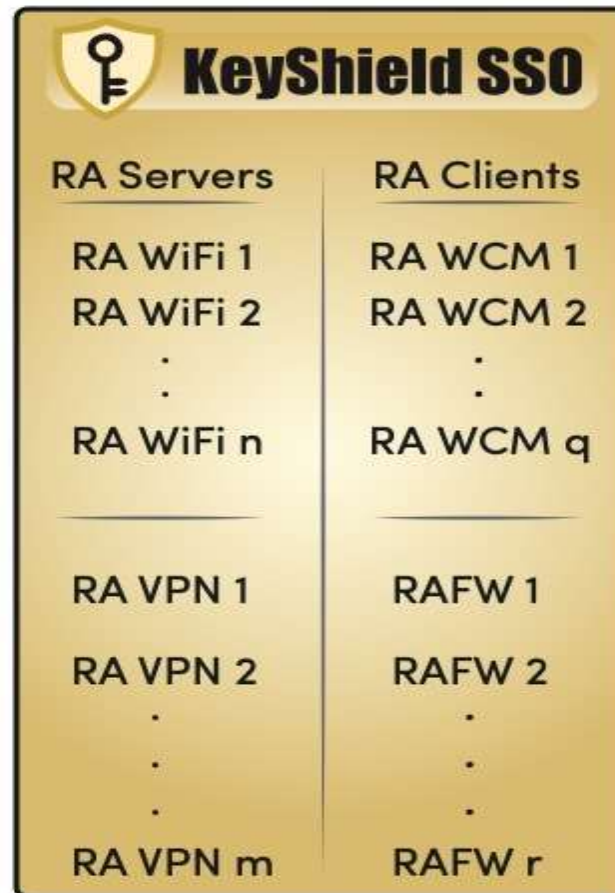 KeyShield SSO
RA Servers
RA WiFi 1
RA WiFi 2
.
.
RA WiFi n
RA VPN 1
RA VPN 2
.
.
.
RA VPN m
RA Clients
RA WCM 1
RA WCM 2
.
.
RA WCM q
RAFW 1
RAFW 2
.
.
.
RAFW r